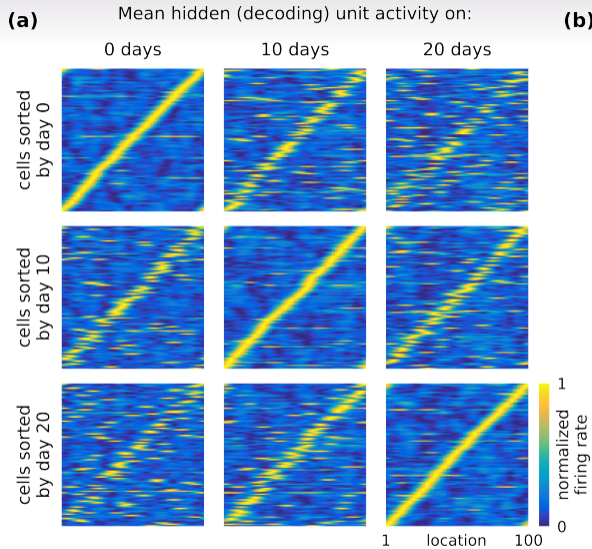 (a)
Mean hidden (decoding) unit activity on:
(b)
0 days
10 days
20 days
cells sorted
by day 0
cells sorted
by day 10
cells sorted
by day 20
1
normalized
firing rate
0
1
location
100